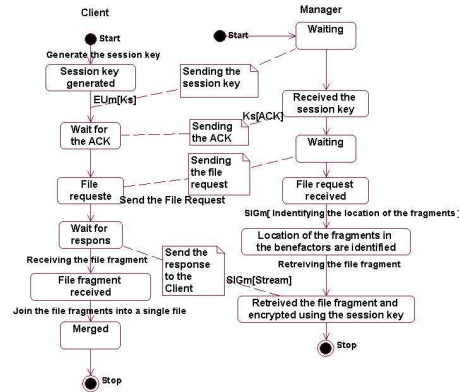 Client
Manager
Start
Start
Waiting
Generate the session key
Session key
generated
Sending the
session key
EUm[Ks]
Received the
session key
Ks[ACK]
Wait for
the ACK
Sending
the ACK
Waiting
Sending
the file
request
File
requeste
Send the File Request
File request
received
SIGm[ Indentifying the location of the fragments ]
Wait for
respons
Location of the fragments in
the benefactors are identified
Send the
response
to the
Client
Receiving the file fragment
Retreiving the file fragment
File fragment
received
SIGm[Stream]
Retreived the file fragment and
encrypted using the session key
Join the file fragments into a single file
Merged
Stop
Stop